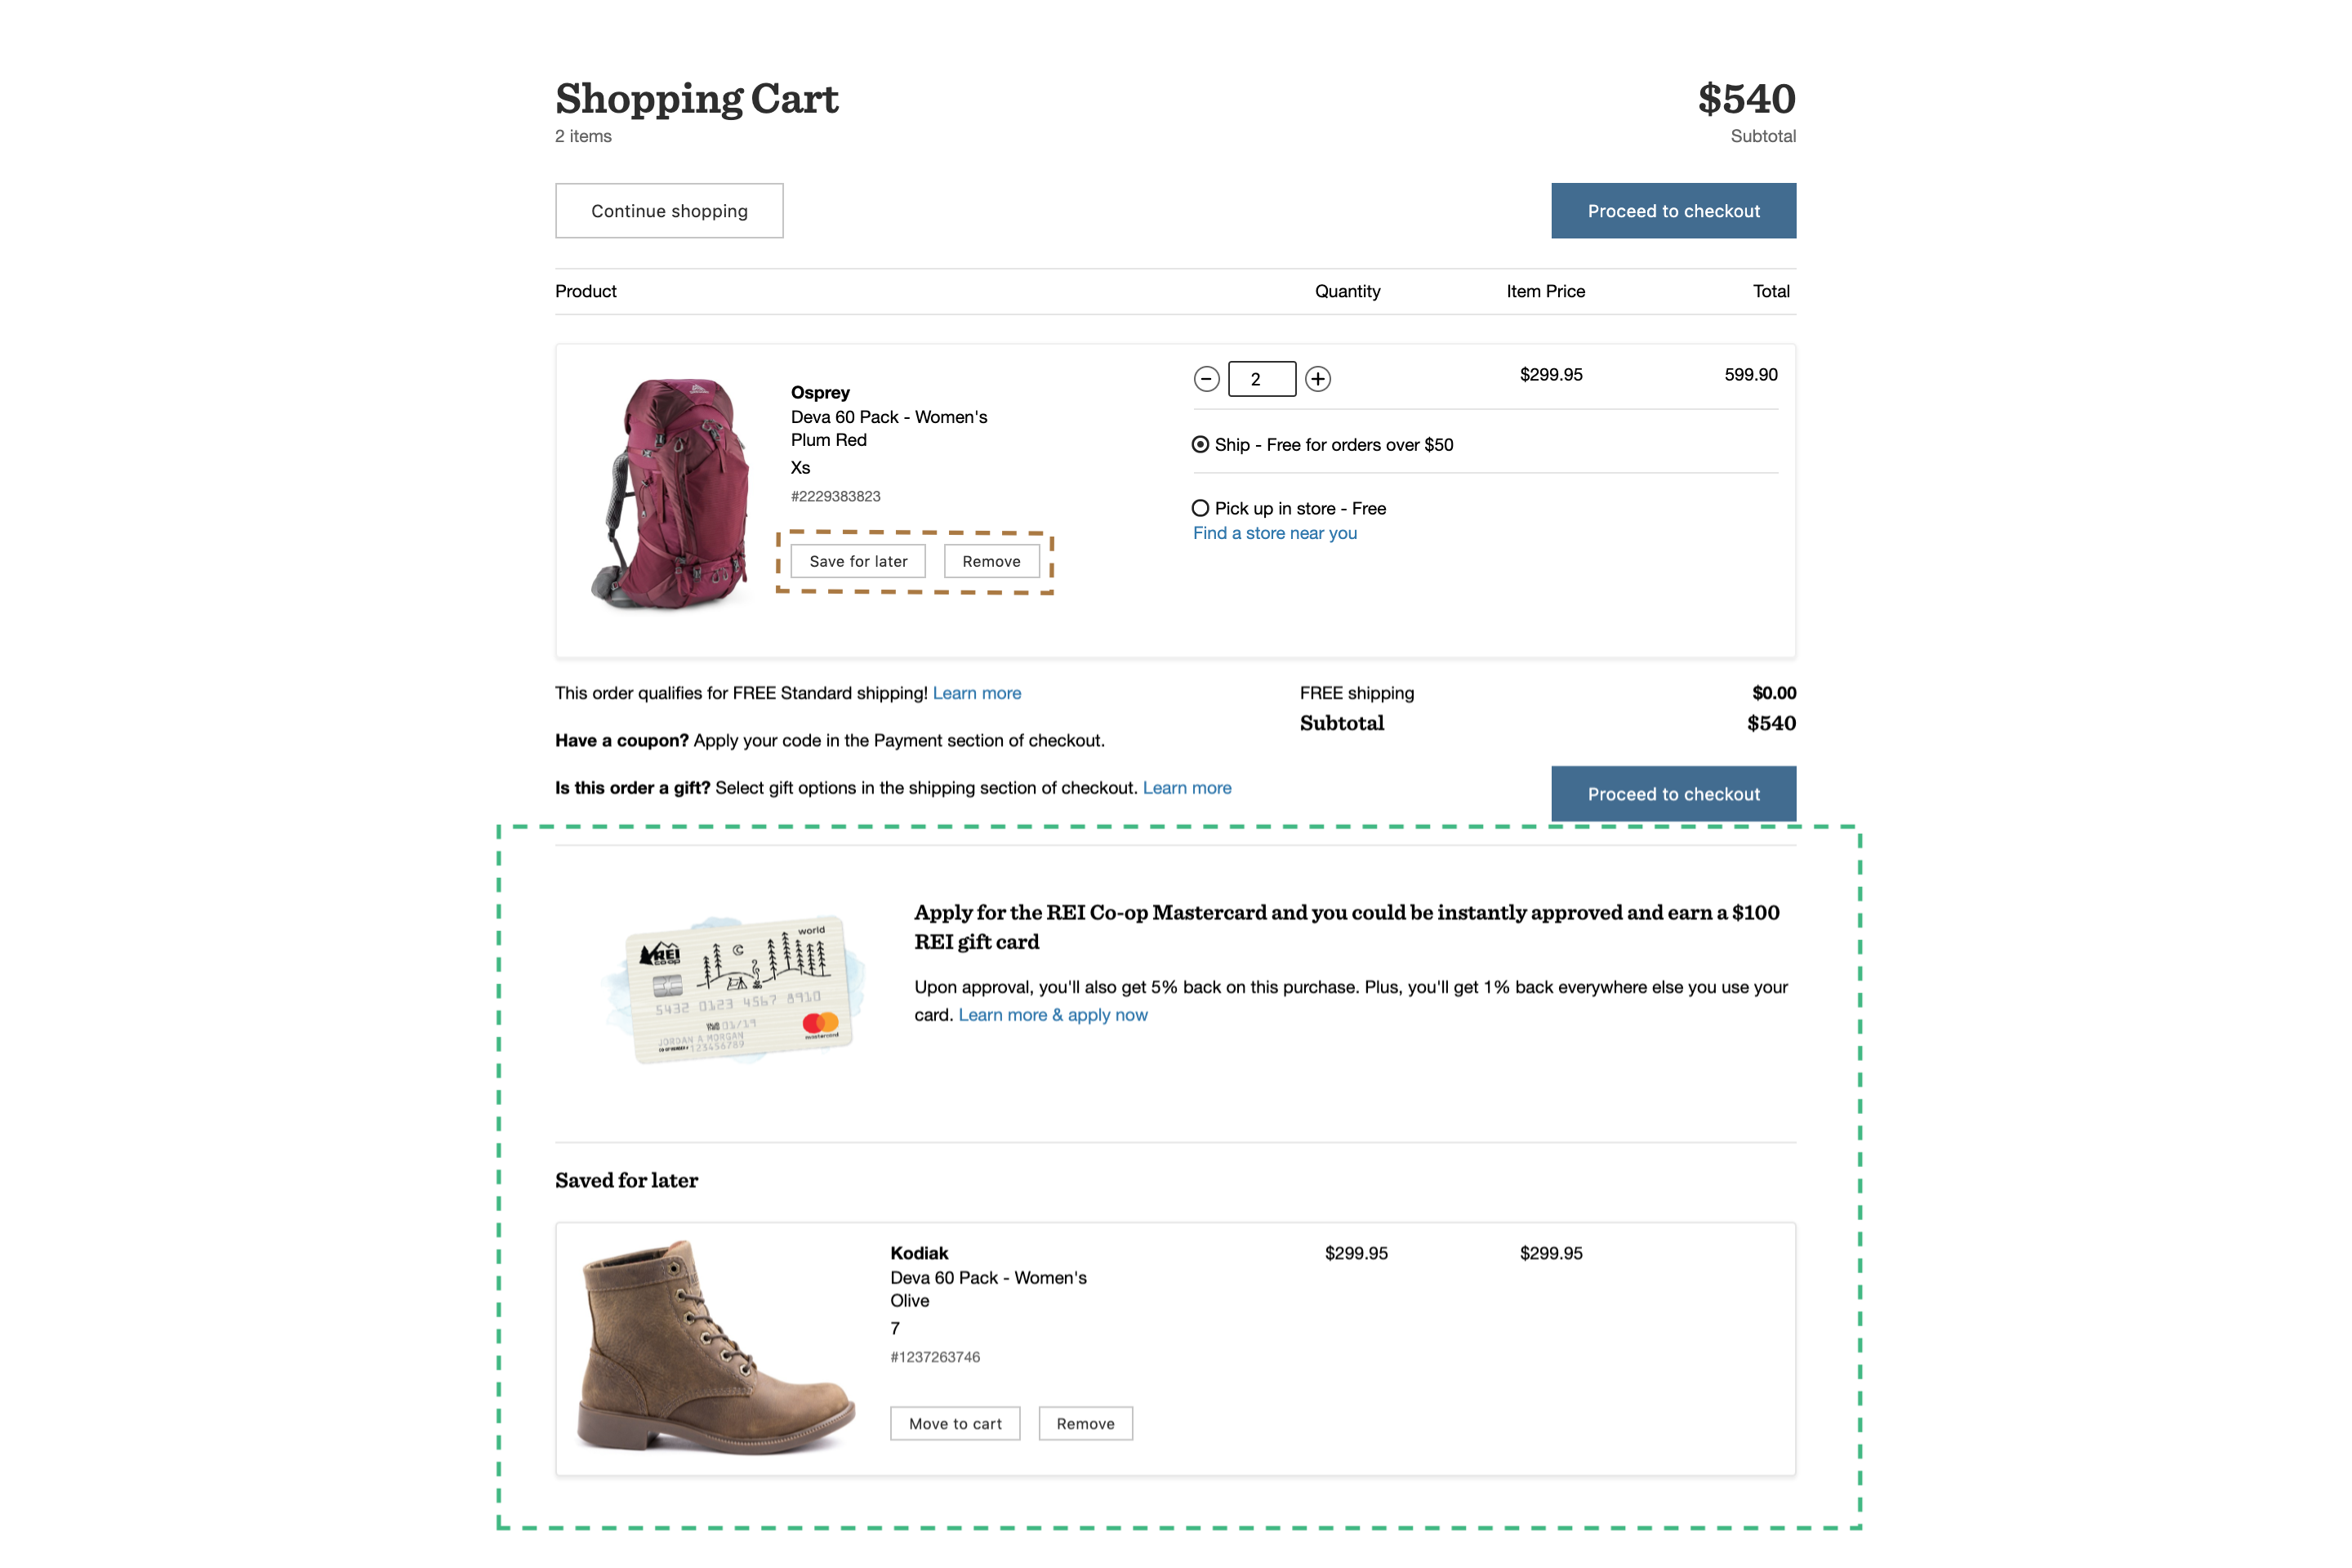 Shopping Cart
$540
2 items
Subtotal
Continue shopping
Proceed to checkout
Product
Quantity
Item Price
Total
Osprey
Deva 60 Pack - Women's
Plum Red
Xs
#2229383823
Save for later
Remove
2
$299.95
599.90
Ship - Free for orders over $50
Pick up in store - Free
Find a store near you
This order qualifies for FREE Standard shipping! Learn more
FREE shipping
$0.00
Subtotal
$540
Have a coupon? Apply your code in the Payment section of checkout.
Is this order a gift? Select gift options in the shipping section of checkout. Learn more
Proceed to checkout
world
REI
co-op
5432 0123 4567 8910
01/19
JORDAN A MORGAN
123456789
mastercard
Apply for the REI Co-op Mastercard and you could be instantly approved and earn a $100
REI gift card
Upon approval, you'll also get 5% back on this purchase. Plus, you'll get 1% back everywhere else you use your
card. Learn more & apply now
Saved for later
Kodiak
Deva 60 Pack - Women's
Olive
7
#1237263746
$299.95
$299.95
Move to cart
Remove